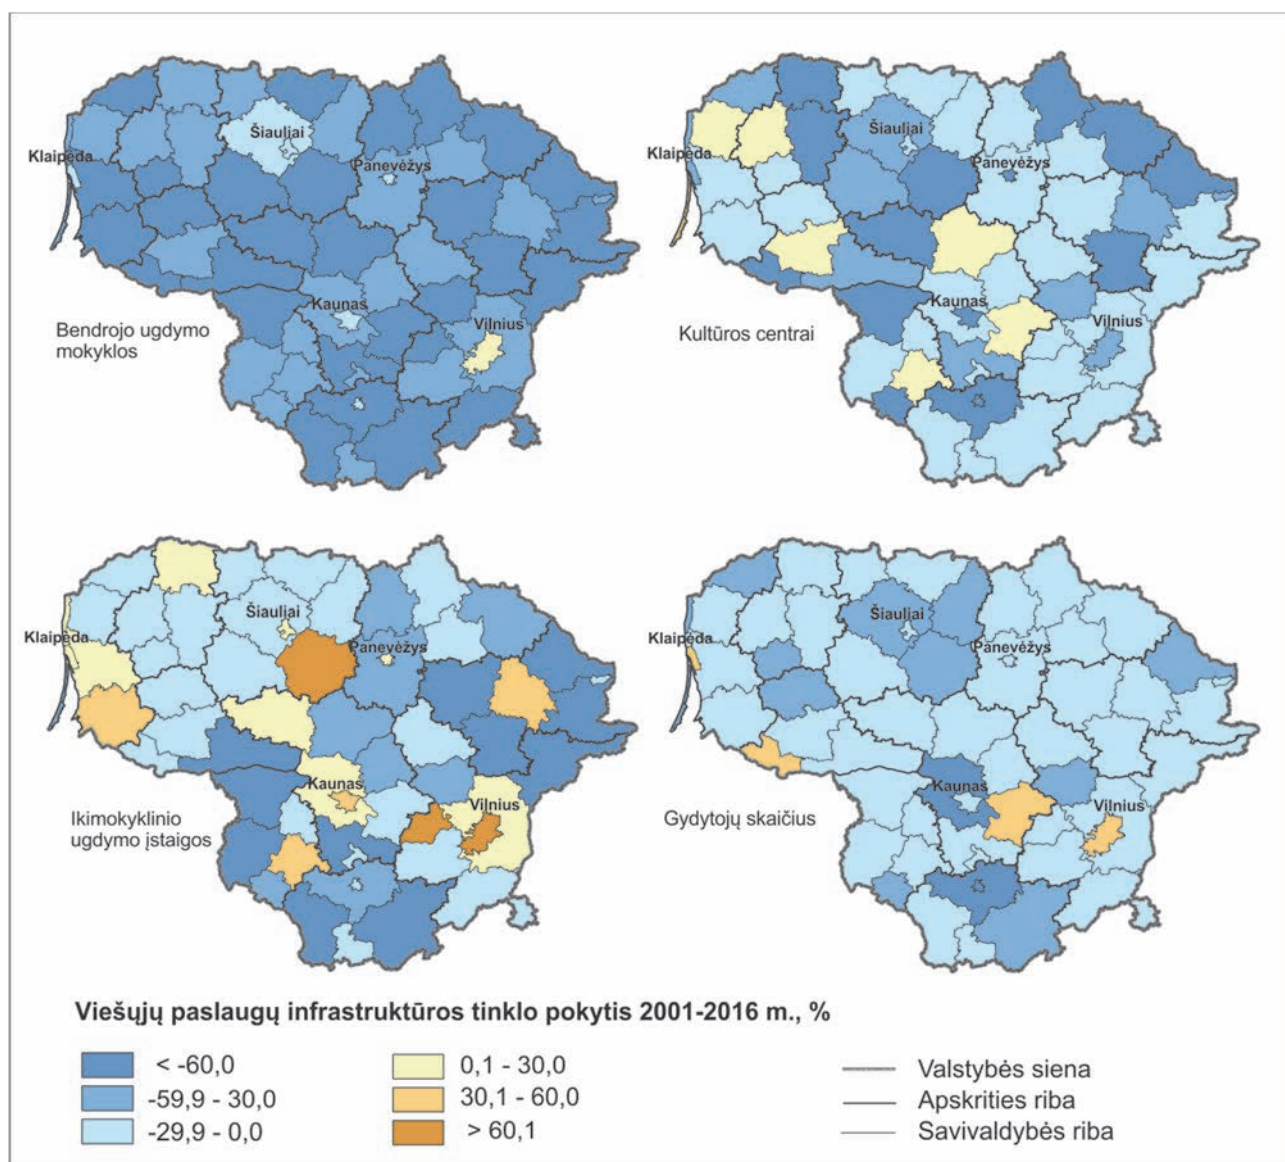 Šiauliai
Klaipėda
Panevėžys
Kaunas
Vilnius
Bendrojo ugdymo
mokyklos
Šiauliai
Klaipėda
Panevėžys
Kaunas
Vilnius
Kultūros centrai
Šiauliai
Klaipėda
Panevėžys
Kaunas
Vilnius
Ikimokyklinio
ugdymo įstaigos
Šiauliai
Klaipėda
Panevėžys
Kaunas
Vilnius
Gydytojų skaičius
Viešųjų paslaugų infrastruktūros tinklo pokytis 2001-2016 m., %
< -60,0
-59,9 - 30,0
-29,9 - 0,0
0,1 - 30,0
30,1 - 60,0
> 60,1
Valstybės siena
Apskrities riba
Savivaldybės riba